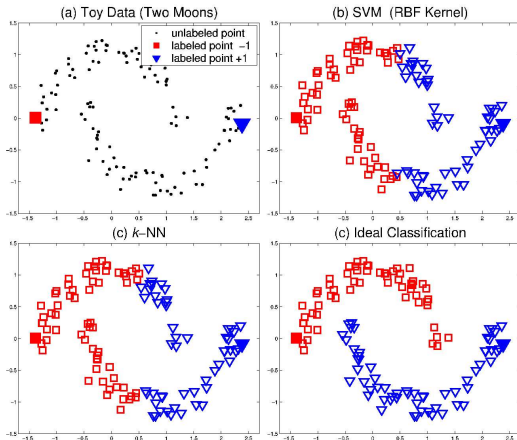 (a) Toy Data (Two Moons)
unlabeled point
labeled point −1
labeled point +1
1.5
1
0.5
0
−0.5
−1
−1.5
−1.5 −1 −0.5 0 0.5 1 1.5 2 2.5
(b) SVM (RBF Kernel)
1.5
1
0.5
0
−0.5
−1
−1.5
−1.5 −1 −0.5 0 0.5 1 1.5 2 2.5
(c) k−NN
1.5
1
0.5
0
−0.5
−1
−1.5
−1.5 −1 −0.5 0 0.5 1 1.5 2 2.5
(c) Ideal Classification
1.5
1
0.5
0
−0.5
−1
−1.5
−1.5 −1 −0.5 0 0.5 1 1.5 2 2.5